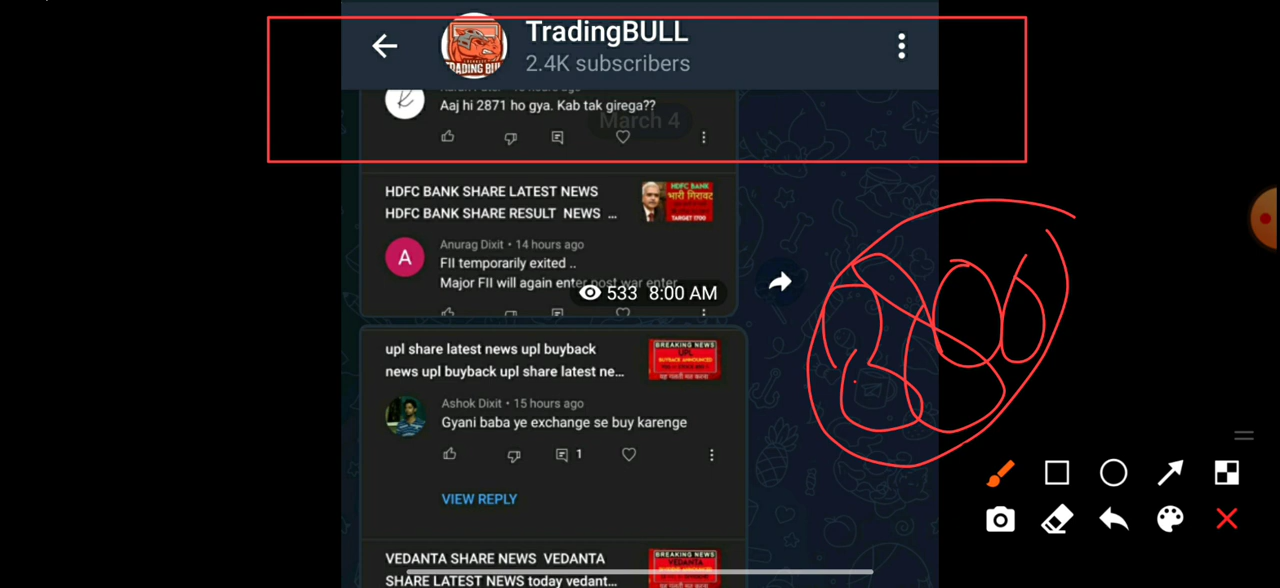 TradingBULL
2.4K subscribers
TRADING BULL
Aaj hi 2871 ho gya. Kab tak girega??
March 4
HDFC BANK SHARE LATEST NEWS
HDFC BANK SHARE RESULT NEWS ...
HDFC BANK
भारी गिरावट
TARGET 1700
A
Anurag Dixit • 14 hours ago
FII temporarily exited ..
Major FII will again enter post war enter
533 8:00 AM
upl share latest news upl buyback
news upl buyback upl share latest ne...
BREAKING NEWS
UPL
BUYBACK ANNOUNCED
Ashok Dixit • 15 hours ago
Gyani baba ye exchange se buy karenge
1
VIEW REPLY
VEDANTA SHARE NEWS VEDANTA
SHARE LATEST NEWS today vedant...
BREAKING NEWS
VEDANTA